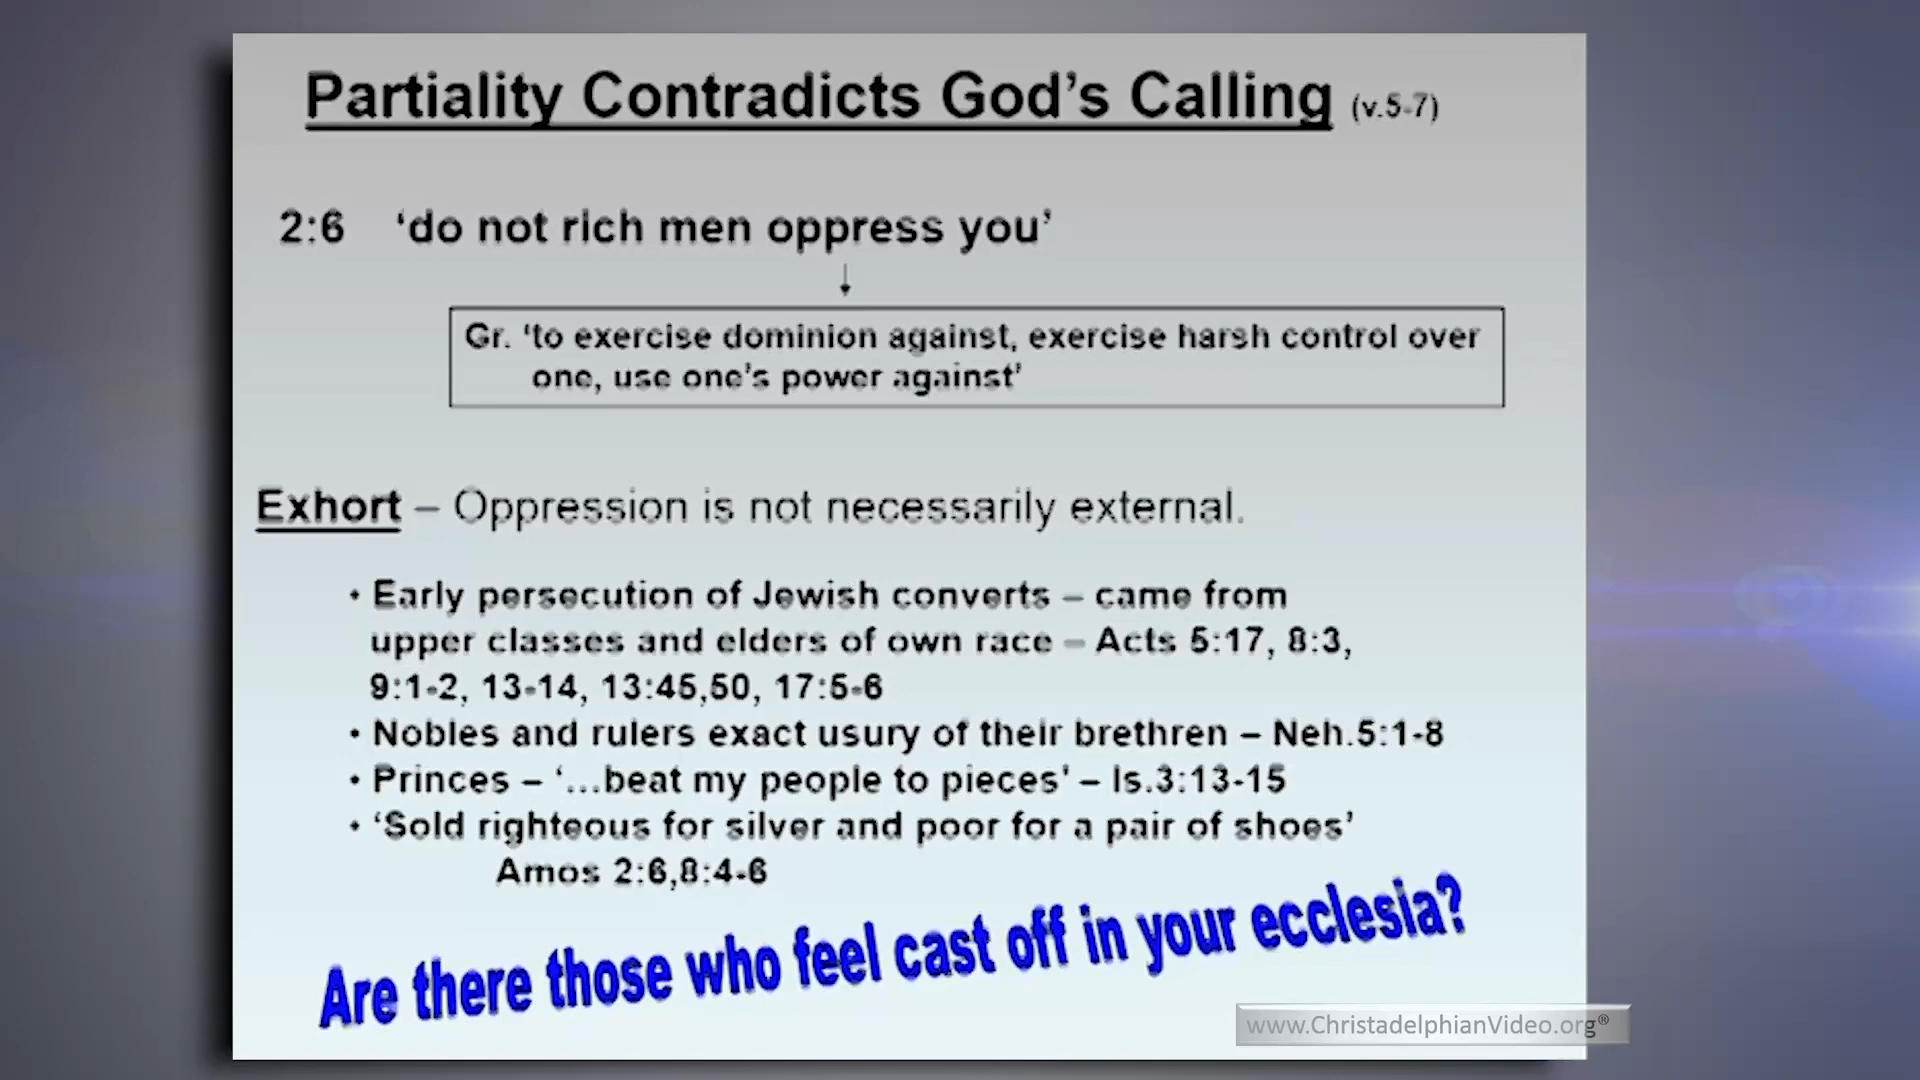 Partiality Contradicts God's Calling (v.5-7)
2:6 ‘do not rich men oppress you’
Gr. ‘to exercise dominion against, exercise harsh control over
one, use one's power against’
Exhort – Oppression is not necessarily external.
• Early persecution of Jewish converts – came from
upper classes and elders of own race – Acts 5:17, 8:3,
9:1-2, 13-14, 13:45,50, 17:5-6
• Nobles and rulers exact usury of their brethren – Neh.5:1-8
• Princes – ‘...beat my people to pieces’ – Is.3:13-15
• ‘Sold righteous for silver and poor for a pair of shoes’
Amos 2:6,8:4-6
Are there those who feel cast off in your ecclesia?
www.ChristadelphianVideo.org®